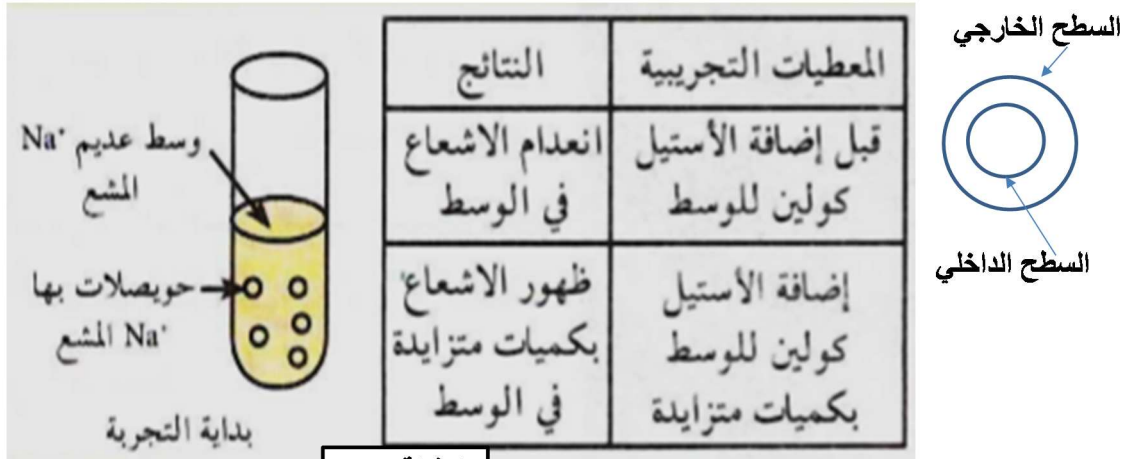 المعطيات التجريبية
النتائج
قبل إضافة الأستيل
كولين للوسط
انعدام الاشعاع
في الوسط
إضافة الأستيل
كولين للوسط
بكميات متزايدة
ظهور الاشعاع
بكميات متزايدة
في الوسط
وسط عديم Na⁺
المشع
حويصلات بها
Na⁺ المشع
بداية التجربة
السطح الخارجي
السطح الداخلي